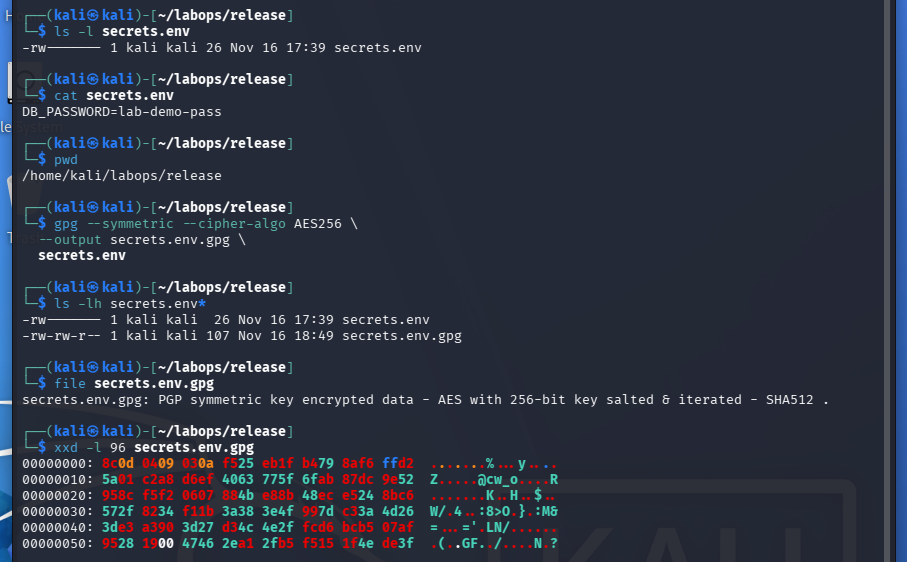 ┌──(kali㉿kali)-[~/labops/release]
└─$ ls -l secrets.env
-rw------- 1 kali kali 26 Nov 16 17:39 secrets.env
┌──(kali㉿kali)-[~/labops/release]
└─$ cat secrets.env
DB_PASSWORD=lab-demo-pass
┌──(kali㉿kali)-[~/labops/release]
└─$ pwd
/home/kali/labops/release
┌──(kali㉿kali)-[~/labops/release]
└─$ gpg --symmetric --cipher-algo AES256 \
  --output secrets.env.gpg \
  secrets.env
┌──(kali㉿kali)-[~/labops/release]
└─$ ls -lh secrets.env*
-rw------- 1 kali kali  26 Nov 16 17:39 secrets.env
-rw-rw-r-- 1 kali kali 107 Nov 16 18:49 secrets.env.gpg
┌──(kali㉿kali)-[~/labops/release]
└─$ file secrets.env.gpg
secrets.env.gpg: PGP symmetric key encrypted data - AES with 256-bit key salted & iterated - SHA512 .
┌──(kali㉿kali)-[~/labops/release]
└─$ xxd -l 96 secrets.env.gpg
00000000: 8c0d 0409 030a f525 eb1f b479 8af6 ffd2  .......%...y....
00000010: 5a01 c2a8 d6ef 4063 775f 6fab 87dc 9e52  Z.....@cw_o....R
00000020: 958c f5f2 0607 884b e88b 48ec e524 8bc6  .......K..H..$..
00000030: 572f 8234 f11b 3a38 3e4f 997d c33a 4d26  W/.4..:8>O.}.:M&
00000040: 3de3 a390 3d27 d34c 4e2f fcd6 bcb5 07af  =...='.LN/......
00000050: 9528 1900 4746 2ea1 2fb5 f515 1f4e de3f  .(..GF../....N.?
KALI